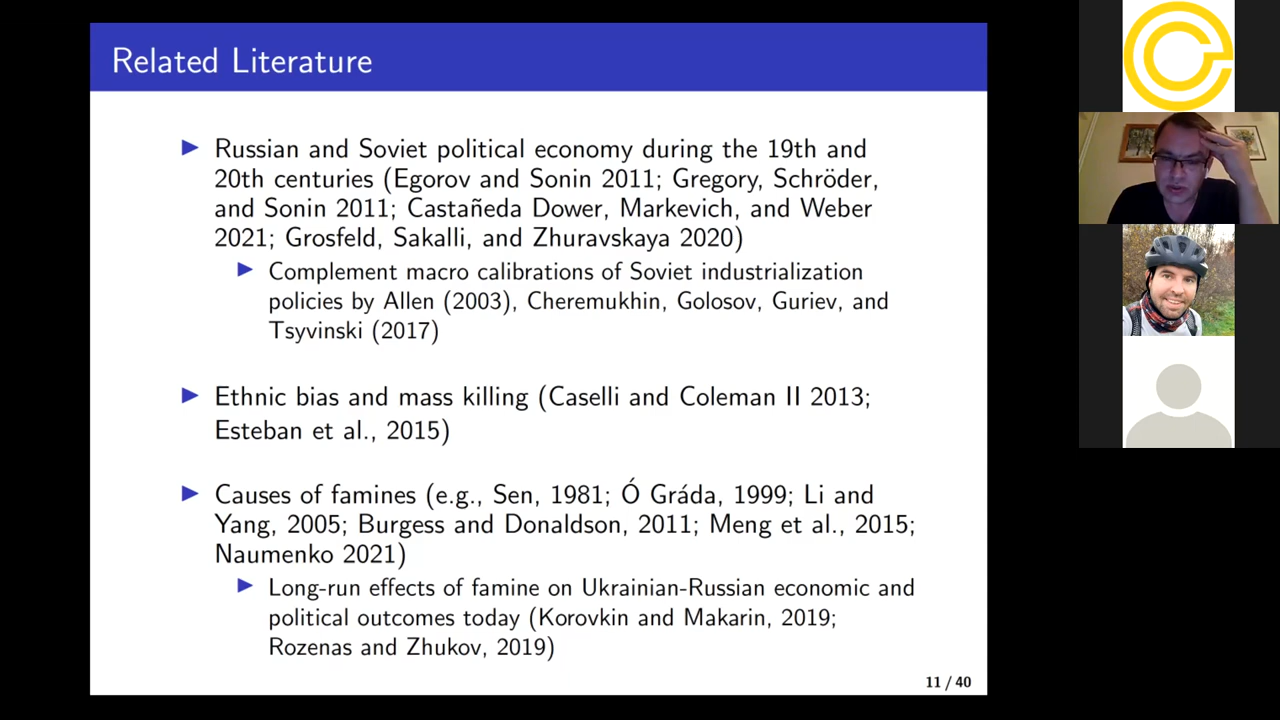 Related Literature
Russian and Soviet political economy during the 19th and
20th centuries (Egorov and Sonin 2011; Gregory, Schröder,
and Sonin 2011; Castañeda Dower, Markevich, and Weber
2021; Grosfeld, Sakalli, and Zhuravskaya 2020)
Complement macro calibrations of Soviet industrialization
policies by Allen (2003), Cheremukhin, Golosov, Guriev, and
Tsyvinski (2017)
Ethnic bias and mass killing (Caselli and Coleman II 2013;
Esteban et al., 2015)
Causes of famines (e.g., Sen, 1981; Ó Gráda, 1999; Li and
Yang, 2005; Burgess and Donaldson, 2011; Meng et al., 2015;
Naumenko 2021)
Long-run effects of famine on Ukrainian-Russian economic and
political outcomes today (Korovkin and Makarin, 2019;
Rozenas and Zhukov, 2019)
11 / 40